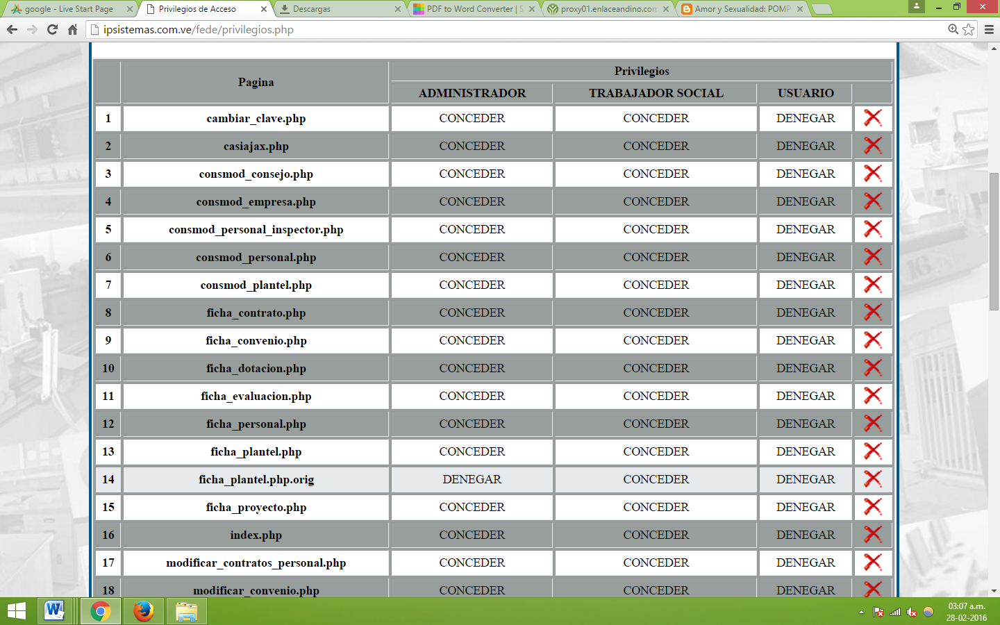 google - Live Start Page
Privilegios de Acceso
Descargas
PDF to Word Converter | S
proxy01.enlaceandino.com
Amor y Sexualidad: POMP
ipsistemas.com.ve/fede/privilegios.php
Pagina Privilegios
ADMINISTRADOR TRABAJADOR SOCIAL USUARIO
1 cambiar_clave.php CONCEDER CONCEDER DENEGAR
2 casiajax.php CONCEDER CONCEDER DENEGAR
3 consmod_consejo.php CONCEDER CONCEDER DENEGAR
4 consmod_empresa.php CONCEDER CONCEDER DENEGAR
5 consmod_personal_inspector.php CONCEDER CONCEDER DENEGAR
6 consmod_personal.php CONCEDER CONCEDER DENEGAR
7 consmod_plantel.php CONCEDER CONCEDER DENEGAR
8 ficha_contrato.php CONCEDER CONCEDER DENEGAR
9 ficha_convenio.php CONCEDER CONCEDER DENEGAR
10 ficha_dotacion.php CONCEDER CONCEDER DENEGAR
11 ficha_evaluacion.php CONCEDER CONCEDER DENEGAR
12 ficha_personal.php CONCEDER CONCEDER DENEGAR
13 ficha_plantel.php CONCEDER CONCEDER DENEGAR
14 ficha_plantel.php.orig DENEGAR CONCEDER DENEGAR
15 ficha_proyecto.php CONCEDER CONCEDER DENEGAR
16 index.php CONCEDER CONCEDER DENEGAR
17 modificar_contratos_personal.php CONCEDER CONCEDER DENEGAR
18 modificar_convenio.php CONCEDER CONCEDER DENEGAR
03:07 a.m.
28-02-2016